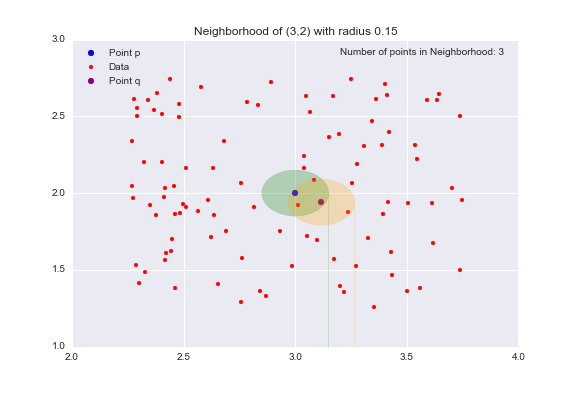 Neighborhood of (3,2) with radius 0.15
Point p
Data
Point q
Number of points in Neighborhood: 3
3.0
2.5
2.0
1.5
1.0
2.0 2.5 3.0 3.5 4.0